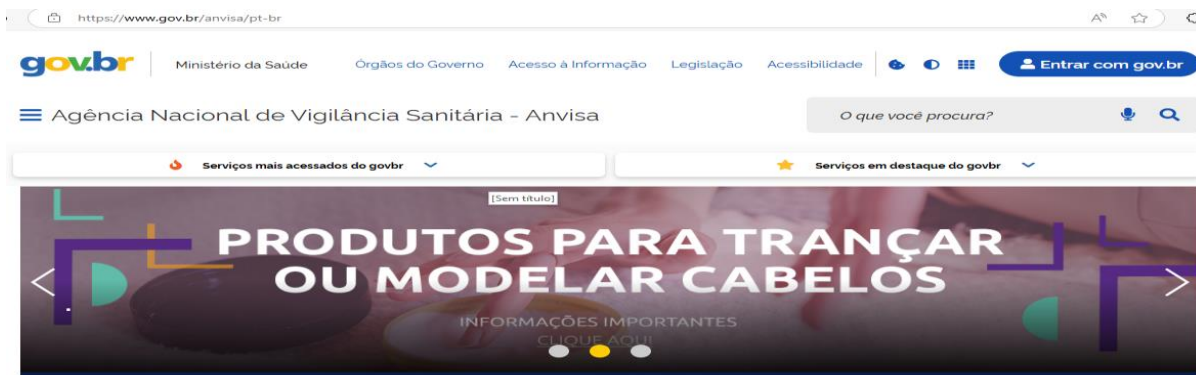 https://www.gov.br/anvisa/pt-br
gov.br Ministério da Saúde Órgãos do Governo Acesso à Informação Legislação Acessibilidade Entrar com gov.br
Agência Nacional de Vigilância Sanitária - Anvisa O que você procura?
Serviços mais acessados do govbr Serviços em destaque do govbr
[Sem título]
PRODUTOS PARA TRANÇAR
OU MODELAR CABELOS
INFORMAÇÕES IMPORTANTES
CLIQUE AQUI